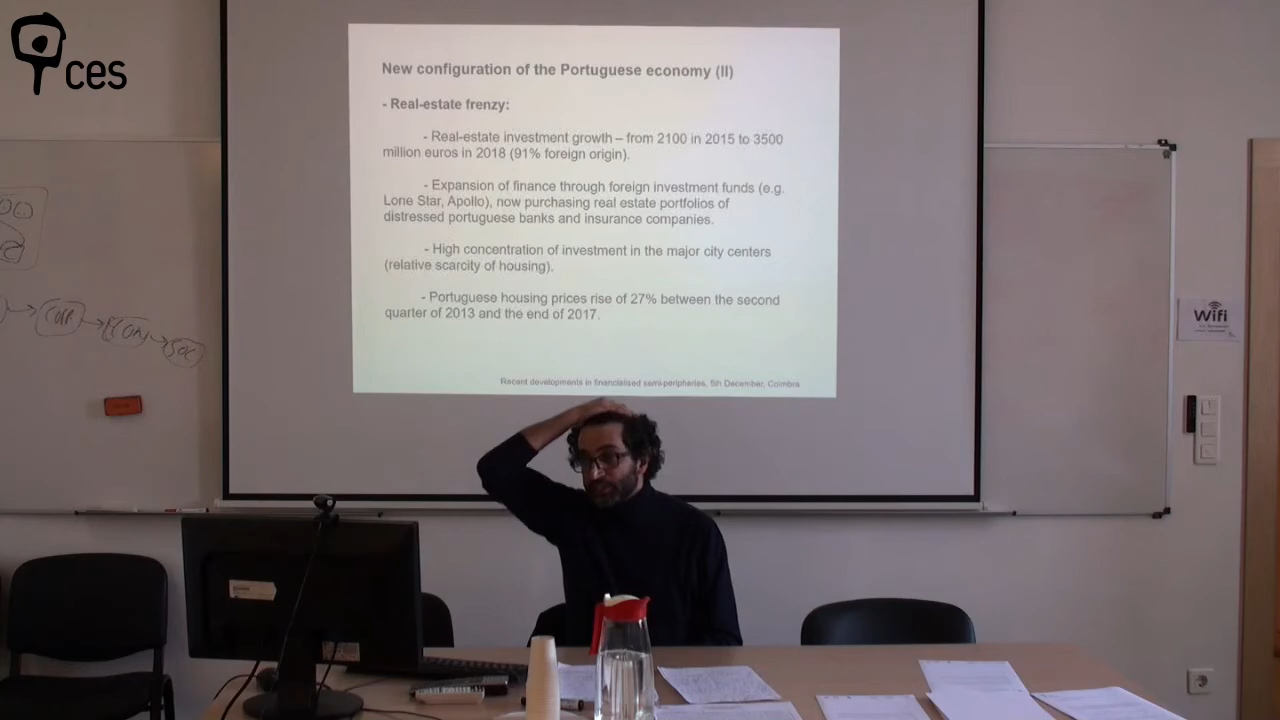 ces
New configuration of the Portuguese economy (II)
- Real-estate frenzy:
- Real-estate investment growth – from 2100 in 2015 to 3500
million euros in 2018 (91% foreign origin).
- Expansion of finance through foreign investment funds (e.g.
Lone Star, Apollo), now purchasing real estate portfolios of
distressed portuguese banks and insurance companies.
- High concentration of investment in the major city centers
(relative scarcity of housing).
- Portuguese housing prices rise of 27% between the second
quarter of 2013 and the end of 2017.
Recent developments in financialised semi-peripheries, 5th December, Coimbra
Wifi
SOC